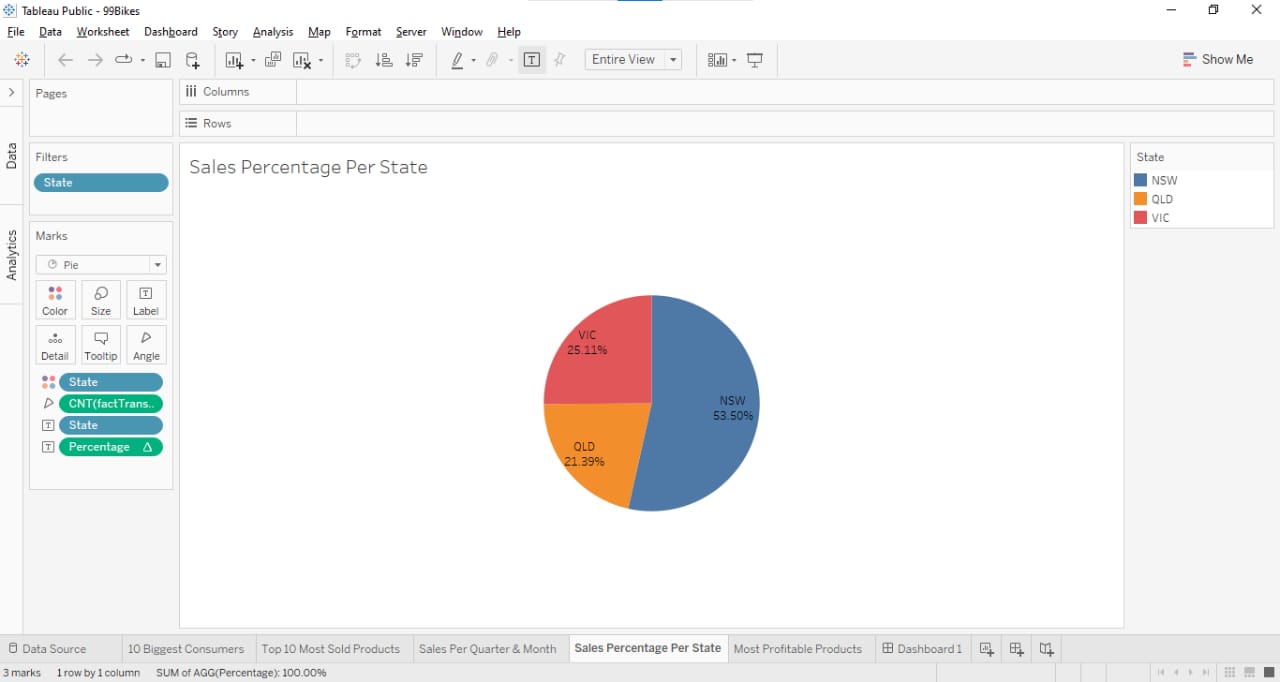 Tableau Public - 99Bikes
File Data Worksheet Dashboard Story Analysis Map Format Server Window Help
Entire View
Show Me
Pages
Columns
Rows
Data
Analytics
Filters
State
Marks
Pie
Color Size Label
Detail Tooltip Angle
State
CNT(factTrans..
State
Percentage Δ
Sales Percentage Per State
VIC
25.11%
NSW
53.50%
QLD
21.39%
State
NSW
QLD
VIC
Data Source 10 Biggest Consumers Top 10 Most Sold Products Sales Per Quarter & Month Sales Percentage Per State Most Profitable Products Dashboard 1
3 marks 1 row by 1 column SUM of AGG(Percentage): 100.00%